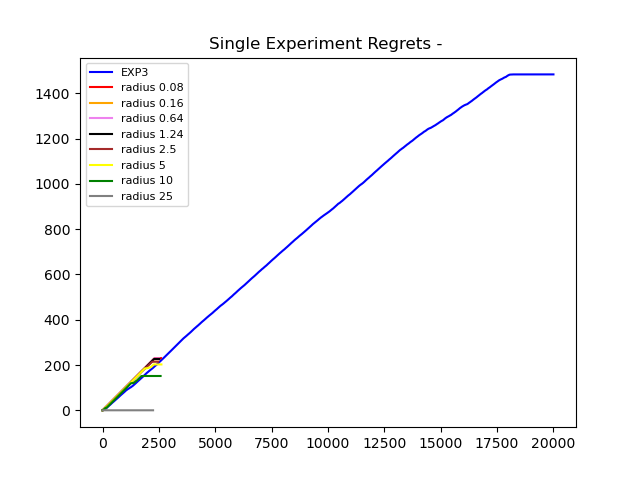 Single Experiment Regrets -
EXP3
radius 0.08
radius 0.16
radius 0.64
radius 1.24
radius 2.5
radius 5
radius 10
radius 25
1400
1200
1000
800
600
400
200
0
0 2500 5000 7500 10000 12500 15000 17500 20000